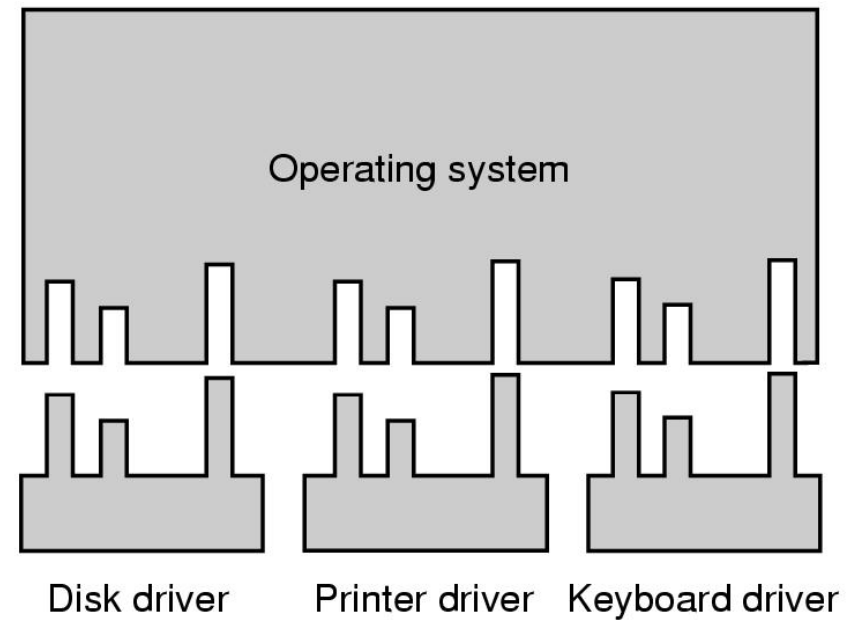 Operating system
Disk driver
Printer driver
Keyboard driver